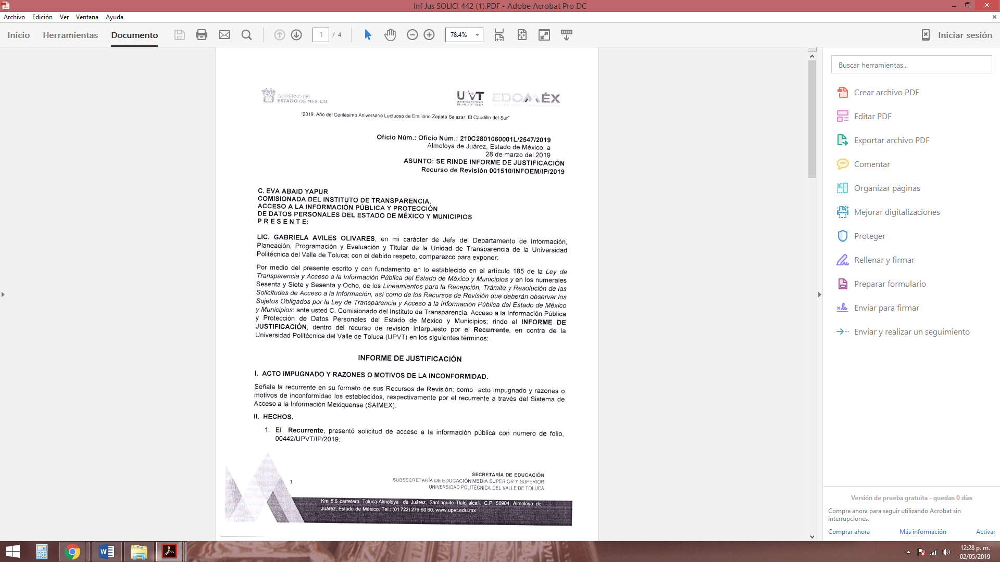 Inf Jus SOLICI 442 (1).PDF - Adobe Acrobat Pro DC
Archivo Edición Ver Ventana Ayuda
Inicio Herramientas Documento 1 / 4 78.4% Iniciar sesión
GOBIERNO DEL
ESTADO DE MÉXICO
UVT
UNIVERSIDAD POLITÉCNICA
DEL VALLE DE TOLUCA
EDOMÉX
"2019. Año del Centésimo Aniversario Luctuoso de Emiliano Zapata Salazar. El Caudillo del Sur"
Oficio Núm.: Oficio Núm.: 210C2801060001L/2547/2019
Almoloya de Juárez, Estado de México, a
28 de marzo del 2019
ASUNTO: SE RINDE INFORME DE JUSTIFICACIÓN
Recurso de Revisión 001510/INFOEM/IP/2019
C. EVA ABAID YAPUR
COMISIONADA DEL INSTITUTO DE TRANSPARENCIA,
ACCESO A LA INFORMACIÓN PÚBLICA Y PROTECCIÓN
DE DATOS PERSONALES DEL ESTADO DE MÉXICO Y MUNICIPIOS
P R E S E N T E:
LIC. GABRIELA AVILES OLIVARES, en mi carácter de Jefa del Departamento de Información,
Planeación, Programación y Evaluación y Titular de la Unidad de Transparencia de la Universidad
Politécnica del Valle de Toluca; con el debido respeto, comparezco para exponer:
Por medio del presente escrito y con fundamento en lo establecido en el artículo 185 de la Ley de
Transparencia y Acceso a la Información Pública del Estado de México y Municipios y en los numerales
Sesenta y Siete y Sesenta y Ocho, de los Lineamientos para la Recepción, Trámite y Resolución de las
Solicitudes de Acceso a la Información, así como de los Recursos de Revisión que deberán observar los
Sujetos Obligados por la Ley de Transparencia y Acceso a la Información Pública del Estado de México
y Municipios: ante usted C. Comisionado del Instituto de Transparencia, Acceso a la Información Pública
y Protección de Datos Personales del Estado de México y Municipios; rindo el INFORME DE
JUSTIFICACIÓN, dentro del recurso de revisión interpuesto por el Recurrente, en contra de la
Universidad Politécnica del Valle de Toluca (UPVT) en los siguientes términos:
INFORME DE JUSTIFICACIÓN
I. ACTO IMPUGNADO Y RAZONES O MOTIVOS DE LA INCONFORMIDAD.
Señala la recurrente en su formato de sus Recursos de Revisión; como acto impugnado y razones o
motivos de inconformidad los establecidos, respectivamente por el recurrente a través del Sistema de
Acceso a la Información Mexiquense (SAIMEX).
II. HECHOS.
1. El Recurrente, presentó solicitud de acceso a la información pública con número de folio,
00442/UPVT/IP/2019.
1
SECRETARÍA DE EDUCACIÓN
SUBSECRETARÍA DE EDUCACIÓN MEDIA SUPERIOR Y SUPERIOR
UNIVERSIDAD POLITÉCNICA DEL VALLE DE TOLUCA
Km 5.6 carretera Toluca-Almoloya de Juárez, Santiaguito Tlalcilalcali, C.P. 50904, Almoloya de
Juárez, Estado de México, Tel.: (01 722) 276 60 60. www.upvt.edu.mx
Buscar herramientas...
Crear archivo PDF
Editar PDF
Exportar archivo PDF
Comentar
Organizar páginas
Mejorar digitalizaciones
Proteger
Rellenar y firmar
Preparar formulario
Enviar para firmar
Enviar y realizar un seguimiento
Versión de prueba gratuita - quedan 0 días
Compre ahora para seguir utilizando Acrobat sin
interrupciones.
Comprar ahora Más información Activar
12:28 p. m.
02/05/2019